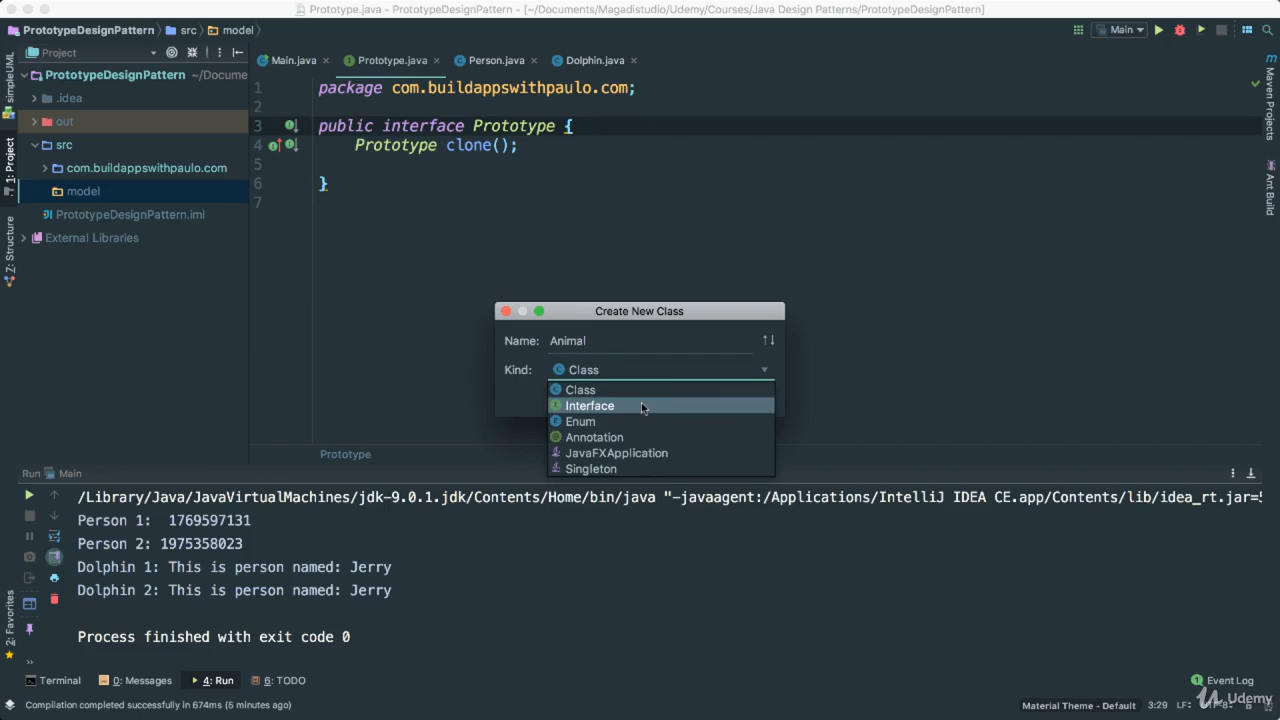 Prototype.java - PrototypeDesignPattern - [~/Documents/Magadistudio/Udemy/Courses/Java Design Patterns/PrototypeDesignPattern]
PrototypeDesignPattern src model Main
Project
Main.java Prototype.java Person.java Dolphin.java
PrototypeDesignPattern ~/Docume
.idea
out
src
com.buildappswithpaulo.com
model
PrototypeDesignPattern.iml
External Libraries
simpleUML
1: Project
Z: Structure
2: Favorites
1 package com.buildappswithpaulo.com;
2
3 public interface Prototype {
4 Prototype clone();
5
6 }
7
Maven Projects
Ant Build
Create New Class
Name: Animal
Kind: Class
Class
Interface
Enum
Annotation
JavaFXApplication
Singleton
Prototype
Run Main
/Library/Java/JavaVirtualMachines/jdk-9.0.1.jdk/Contents/Home/bin/java "-javaagent:/Applications/IntelliJ IDEA CE.app/Contents/lib/idea_rt.jar=5
Person 1:  1769597131
Person 2: 1975358023
Dolphin 1: This is person named: Jerry
Dolphin 2: This is person named: Jerry
Process finished with exit code 0
Terminal 0: Messages 4: Run 6: TODO 1 Event Log
Compilation completed successfully in 674ms (5 minutes ago) Material Theme - Default 3:29 LF: UTF-8:
Udemy